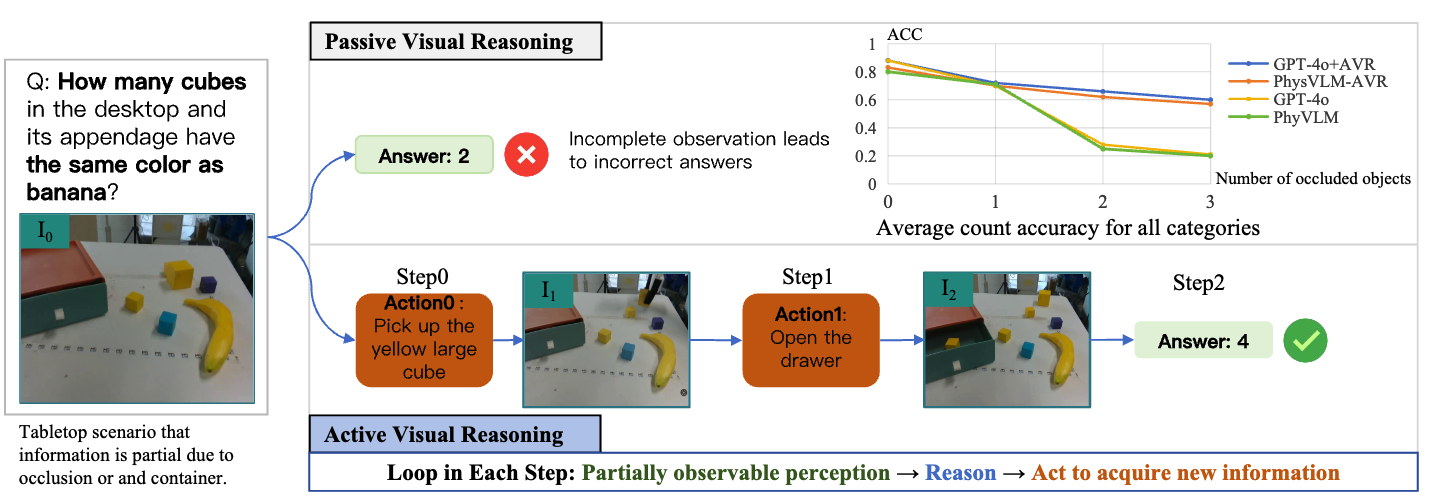 Q: How many cubes
in the desktop and
its appendage have
the same color as
banana?
I0
Tabletop scenario that
information is partial due to
occlusion or and container.
Passive Visual Reasoning
Answer: 2
Incomplete observation leads
to incorrect answers
ACC
1
0.8
0.6
0.4
0.2
0
0 1 2 3
Number of occluded objects
GPT-4o+AVR
PhysVLM-AVR
GPT-4o
PhyVLM
Average count accuracy for all categories
Step0
Action0 :
Pick up the
yellow large
cube
I1
Step1
Action1:
Open the
drawer
I2
Step2
Answer: 4
Active Visual Reasoning
Loop in Each Step: Partially observable perception → Reason → Act to acquire new information